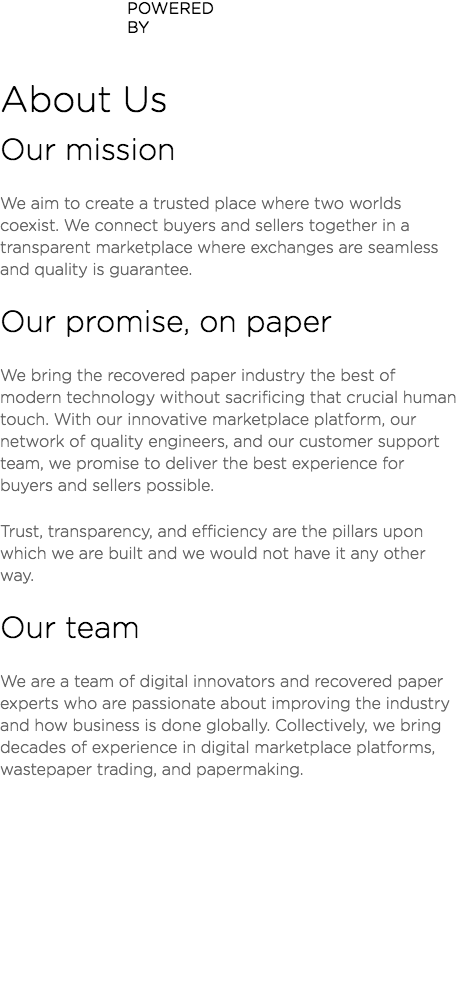 POWERED
BY
About Us
Our mission
We aim to create a trusted place where two worlds
coexist. We connect buyers and sellers together in a
transparent marketplace where exchanges are seamless
and quality is guarantee.
Our promise, on paper
We bring the recovered paper industry the best of
modern technology without sacrificing that crucial human
touch. With our innovative marketplace platform, our
network of quality engineers, and our customer support
team, we promise to deliver the best experience for
buyers and sellers possible.
Trust, transparency, and efficiency are the pillars upon
which we are built and we would not have it any other
way.
Our team
We are a team of digital innovators and recovered paper
experts who are passionate about improving the industry
and how business is done globally. Collectively, we bring
decades of experience in digital marketplace platforms,
wastepaper trading, and papermaking.